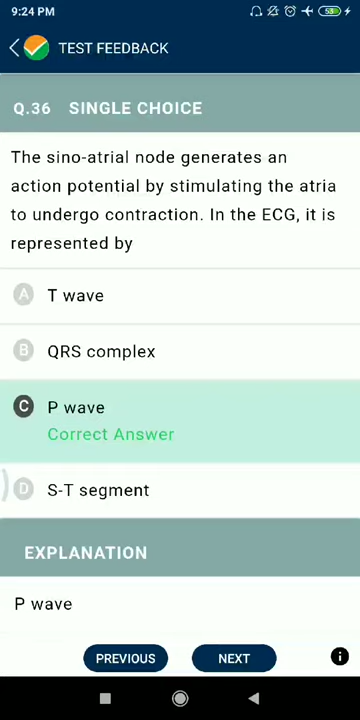 9:24 PM
53
TEST FEEDBACK
Q.36 SINGLE CHOICE
The sino-atrial node generates an
action potential by stimulating the atria
to undergo contraction. In the ECG, it is
represented by
A T wave
B QRS complex
C P wave
Correct Answer
D S-T segment
EXPLANATION
P wave
PREVIOUS NEXT